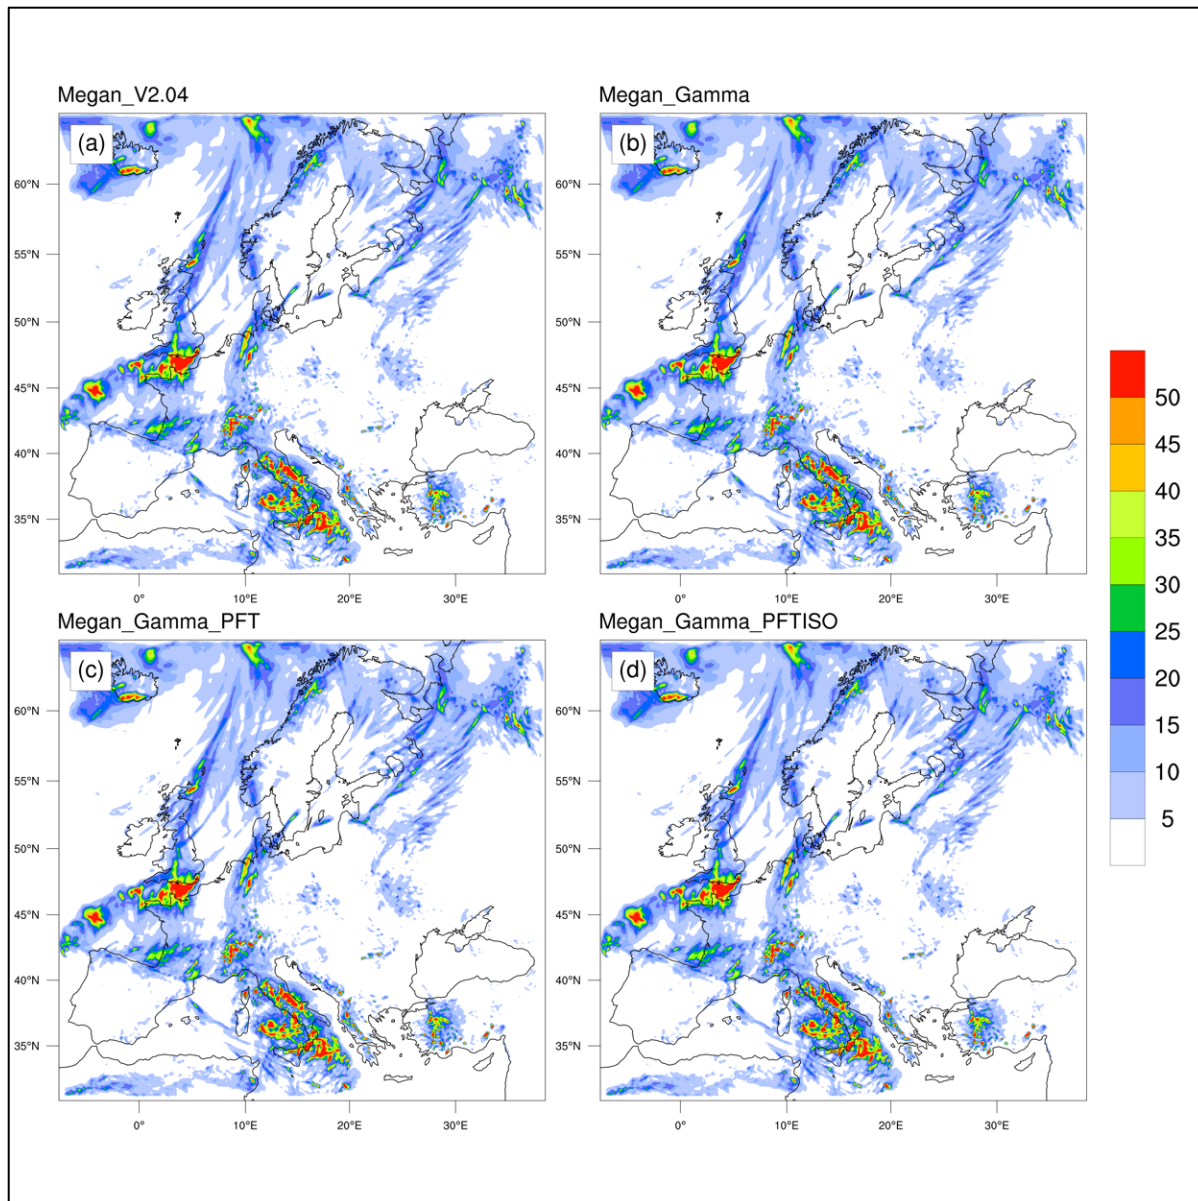 Megan_V2.04
Megan_Gamma
(a)
(b)
60°N
60°N
55°N
55°N
50°N
50°N
45°N
45°N
40°N
40°N
35°N
35°N
0° 10°E 20°E 30°E
0° 10°E 20°E 30°E
Megan_Gamma_PFT
Megan_Gamma_PFTISO
(c)
(d)
60°N
60°N
55°N
55°N
50°N
50°N
45°N
45°N
40°N
40°N
35°N
35°N
0° 10°E 20°E 30°E
0° 10°E 20°E 30°E
50
45
40
35
30
25
20
15
10
5